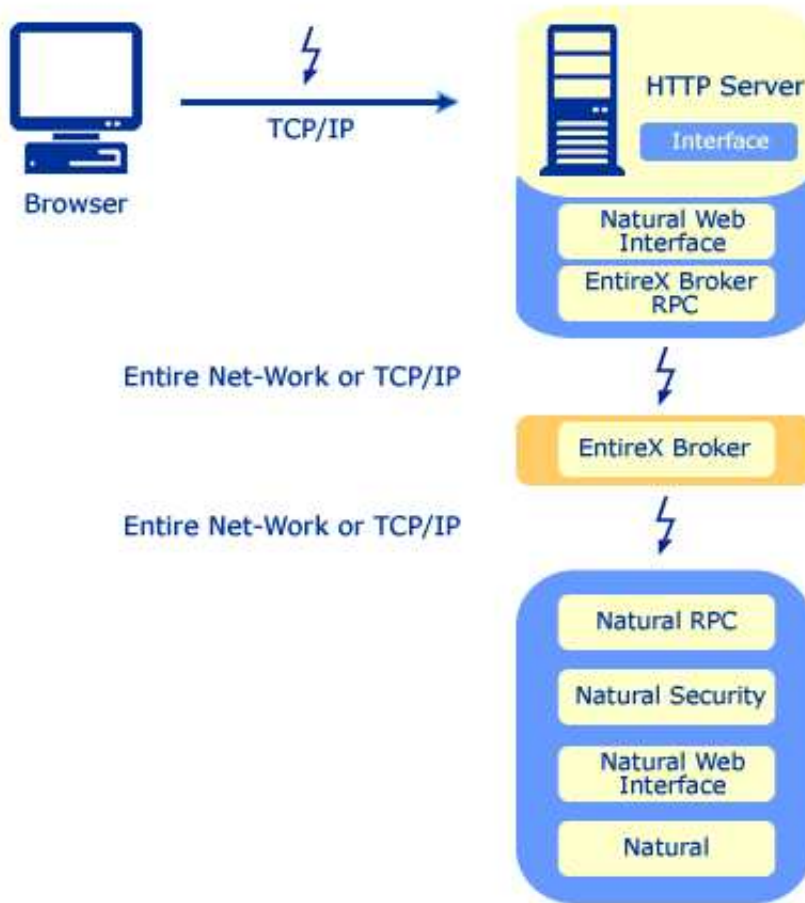 HTTP Server
TCP/IP
Interface
Browser
Natural Web
Interface
EntireX Broker
RPC
Entire Net-Work or TCP/IP
EntireX Broker
Entire Net-Work or TCP/IP
Natural RPC
Natural Security
Natural Web
Interface
Natural